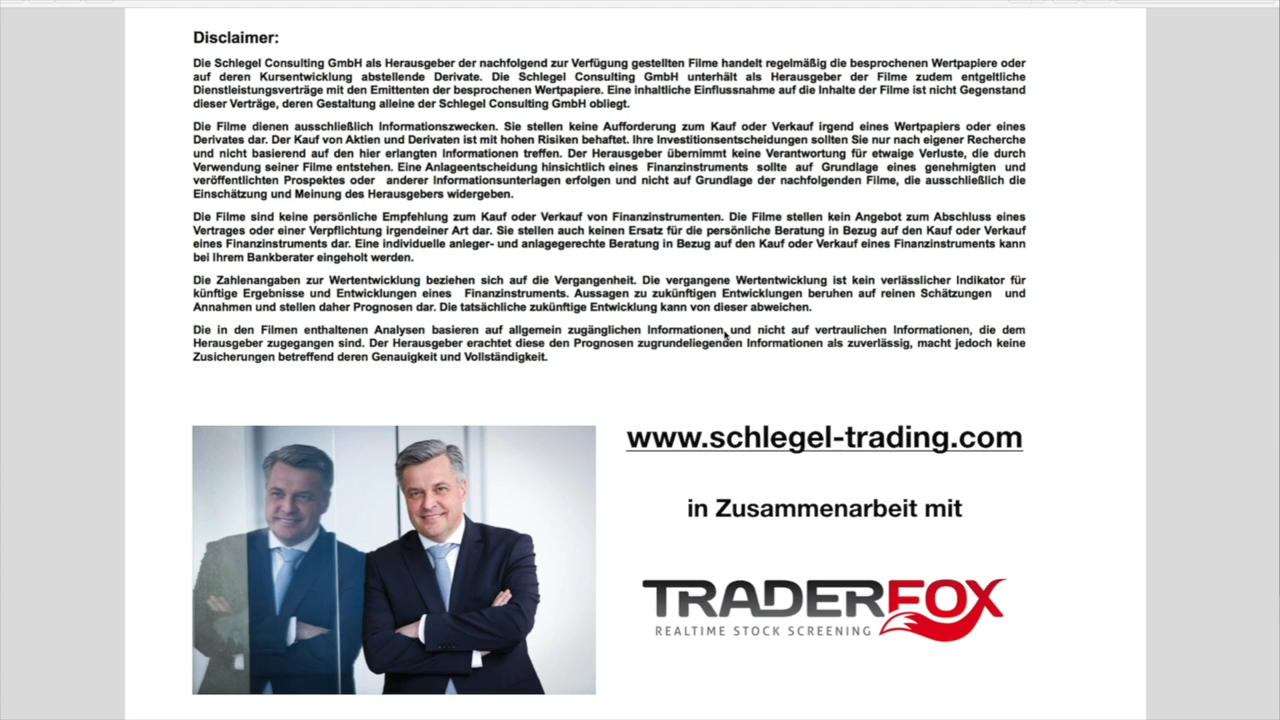 Disclaimer:
Die Schlegel Consulting GmbH als Herausgeber der nachfolgend zur Verfügung gestellten Filme handelt regelmäßig die besprochenen Wertpapiere oder
auf deren Kursentwicklung abstellende Derivate. Die Schlegel Consulting GmbH unterhält als Herausgeber der Filme zudem entgeltliche
Dienstleistungsverträge mit den Emittenten der besprochenen Wertpapiere. Eine inhaltliche Einflussnahme auf die Inhalte der Filme ist nicht Gegenstand
dieser Verträge, deren Gestaltung alleine der Schlegel Consulting GmbH obliegt.
Die Filme dienen ausschließlich Informationszwecken. Sie stellen keine Aufforderung zum Kauf oder Verkauf irgend eines Wertpapiers oder eines
Derivates dar. Der Kauf von Aktien und Derivaten ist mit hohen Risiken behaftet. Ihre Investitionsentscheidungen sollten Sie nur nach eigener Recherche
und nicht basierend auf den hier erlangten Informationen treffen. Der Herausgeber übernimmt keine Verantwortung für etwaige Verluste, die durch
Verwendung seiner Filme entstehen. Eine Anlageentscheidung hinsichtlich eines Finanzinstruments sollte auf Grundlage eines genehmigten und
veröffentlichten Prospektes oder anderer Informationsunterlagen erfolgen und nicht auf Grundlage der nachfolgenden Filme, die ausschließlich die
Einschätzung und Meinung des Herausgebers widergeben.
Die Filme sind keine persönliche Empfehlung zum Kauf oder Verkauf von Finanzinstrumenten. Die Filme stellen kein Angebot zum Abschluss eines
Vertrages oder einer Verpflichtung irgendeiner Art dar. Sie stellen auch keinen Ersatz für die persönliche Beratung in Bezug auf den Kauf oder Verkauf
eines Finanzinstruments dar. Eine individuelle anleger- und anlagegerechte Beratung in Bezug auf den Kauf oder Verkauf eines Finanzinstruments kann
bei Ihrem Bankberater eingeholt werden.
Die Zahlenangaben zur Wertentwicklung beziehen sich auf die Vergangenheit. Die vergangene Wertentwicklung ist kein verlässlicher Indikator für
künftige Ergebnisse und Entwicklungen eines Finanzinstruments. Aussagen zu zukünftigen Entwicklungen beruhen auf reinen Schätzungen und
Annahmen und stellen daher Prognosen dar. Die tatsächliche zukünftige Entwicklung kann von dieser abweichen.
Die in den Filmen enthaltenen Analysen basieren auf allgemein zugänglichen Informationen und nicht auf vertraulichen Informationen, die dem
Herausgeber zugegangen sind. Der Herausgeber erachtet diese den Prognosen zugrundeliegenden Informationen als zuverlässig, macht jedoch keine
Zusicherungen betreffend deren Genauigkeit und Vollständigkeit.
www.schlegel-trading.com
in Zusammenarbeit mit
TRADERFOX
REALTIME STOCK SCREENING